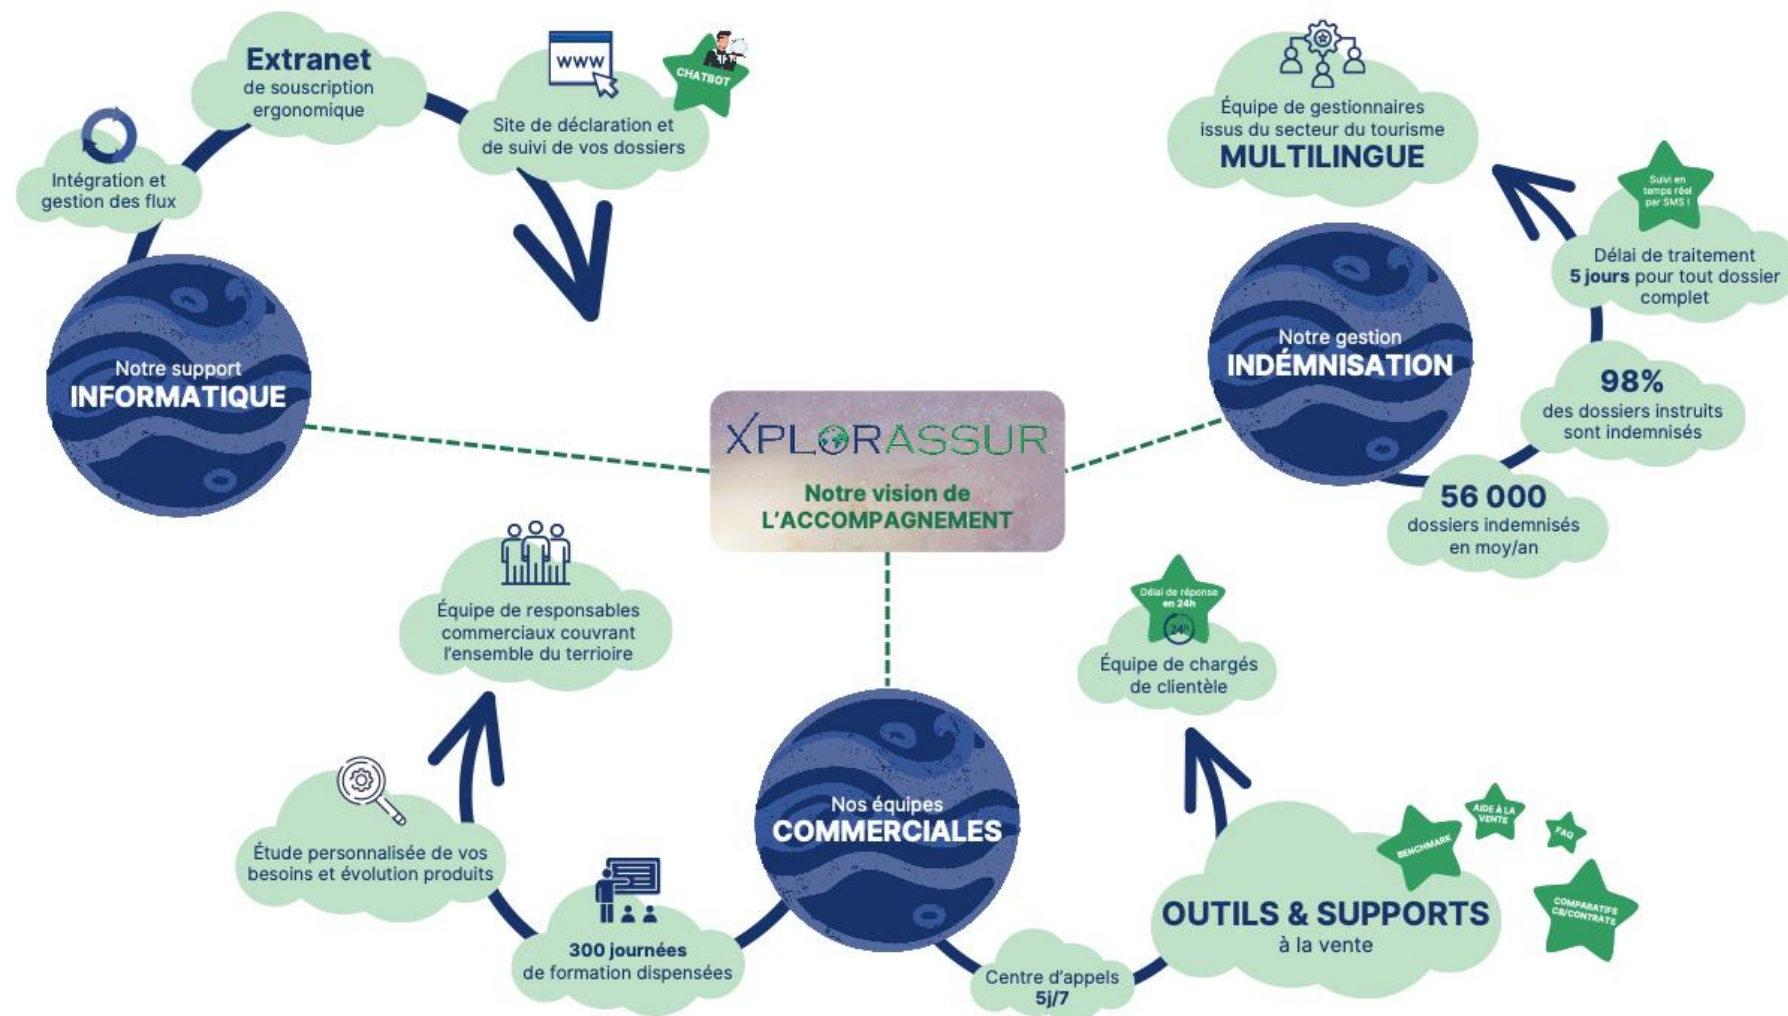 Extranet
de souscription
ergonomique
www
CHATBOT
Site de déclaration et
de suivi de vos dossiers
Intégration et
gestion des flux
Notre support
INFORMATIQUE
Équipe de gestionnaires
issus du secteur du tourisme
MULTILINGUE
Suivi en
temps réel
par SMS !
Délai de traitement
5 jours pour tout dossier
complet
Notre gestion
INDÉMNISATION
98%
des dossiers instruits
sont indemnisés
56 000
dossiers indemnisés
en moy/an
XPLORASSUR
Notre vision de
L'ACCOMPAGNEMENT
Équipe de responsables
commerciaux couvrant
l'ensemble du terrioire
Étude personnalisée de vos
besoins et évolution produits
300 journées
de formation dispensées
Nos équipes
COMMERCIALES
Centre d'appels
5j/7
Délai de réponse
en 24h
24h
Équipe de chargés
de clientèle
OUTILS & SUPPORTS
à la vente
BENCHMARK
AIDE À LA
VENTE
FAQ
COMPARATIFS
CB/CONTRATS